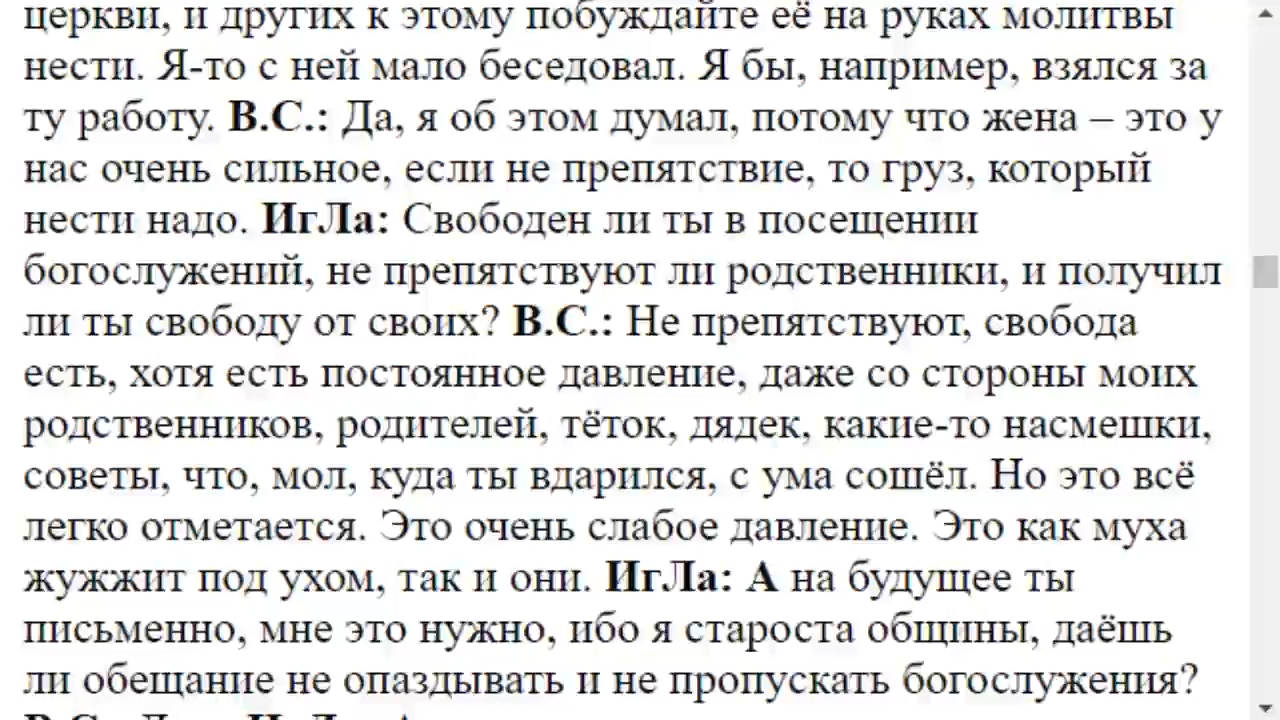 церкви, и других к этому побуждайте её на руках молитвы
нести. Я-то с ней мало беседовал. Я бы, например, взялся за
ту работу. В.С.: Да, я об этом думал, потому что жена – это у
нас очень сильное, если не препятствие, то груз, который
нести надо. ИгЛа: Свободен ли ты в посещении
богослужений, не препятствуют ли родственники, и получил
ли ты свободу от своих? В.С.: Не препятствуют, свобода
есть, хотя есть постоянное давление, даже со стороны моих
родственников, родителей, тёток, дядек, какие-то насмешки,
советы, что, мол, куда ты вдарился, с ума сошёл. Но это всё
легко отметается. Это очень слабое давление. Это как муха
жужжит под ухом, так и они. ИгЛа: А на будущее ты
письменно, мне это нужно, ибо я староста общины, даёшь
ли обещание не опаздывать и не пропускать богослужения?